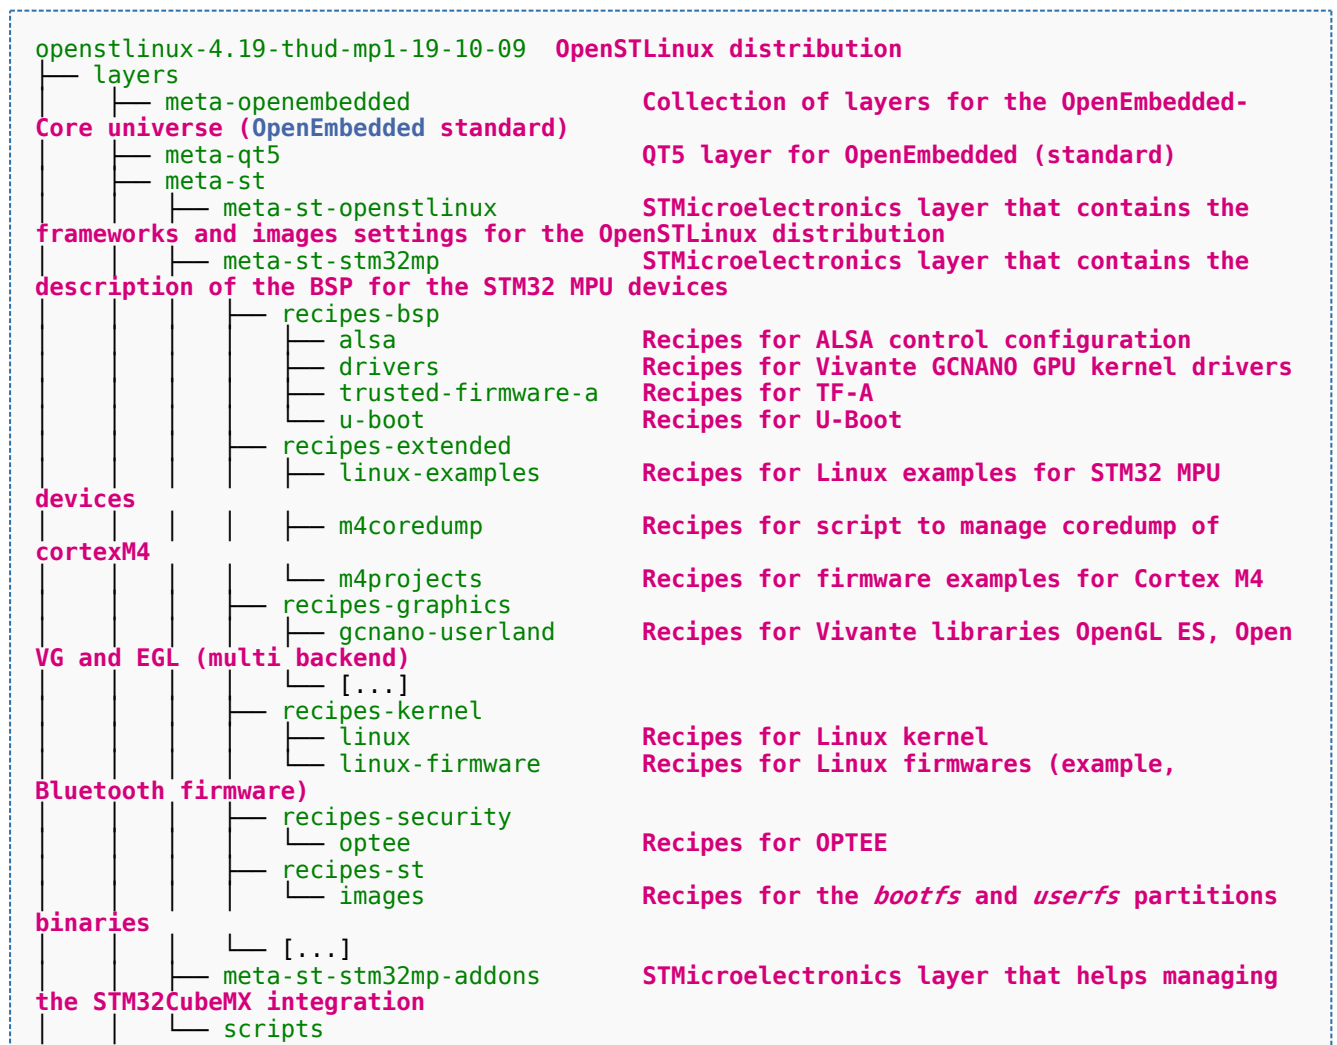 openstlinux-4.19-thud-mp1-19-10-09  OpenSTLinux distribution
├── layers
│    ├── meta-openembedded                Collection of layers for the OpenEmbedded-
Core universe (OpenEmbedded standard)
│    ├── meta-qt5                         QT5 layer for OpenEmbedded (standard)
│    ├── meta-st
│    │   ├── meta-st-openstlinux          STMicroelectronics layer that contains the
frameworks and images settings for the OpenSTLinux distribution
│    │   ├── meta-st-stm32mp              STMicroelectronics layer that contains the
description of the BSP for the STM32 MPU devices
│    │   │   ├── recipes-bsp
│    │   │   │   ├── alsa                 Recipes for ALSA control configuration
│    │   │   │   ├── drivers              Recipes for Vivante GCNANO GPU kernel drivers
│    │   │   │   ├── trusted-firmware-a   Recipes for TF-A
│    │   │   │   └── u-boot               Recipes for U-Boot
│    │   │   ├── recipes-extended
│    │   │   │   ├── linux-examples       Recipes for Linux examples for STM32 MPU
devices
│    │   │   │   ├── m4coredump           Recipes for script to manage coredump of
cortexM4
│    │   │   │   └── m4projects           Recipes for firmware examples for Cortex M4
│    │   │   ├── recipes-graphics
│    │   │   │   ├── gcnano-userland      Recipes for Vivante libraries OpenGL ES, Open
VG and EGL (multi backend)
│    │   │   │   └── [...]
│    │   │   ├── recipes-kernel
│    │   │   │   ├── linux                Recipes for Linux kernel
│    │   │   │   └── linux-firmware       Recipes for Linux firmwares (example,
Bluetooth firmware)
│    │   │   ├── recipes-security
│    │   │   │   └── optee                Recipes for OPTEE
│    │   │   ├── recipes-st
│    │   │   │   └── images               Recipes for the bootfs and userfs partitions
binaries
│    │   │   └── [...]
│    │   ├── meta-st-stm32mp-addons       STMicroelectronics layer that helps managing
the STM32CubeMX integration
│    │   └── scripts